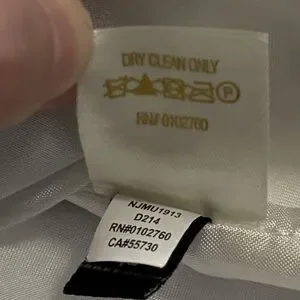 DRY CLEAN ONLY
P
RN# 0102760
NJMU1913
D214
RN#0102760
CA#55730